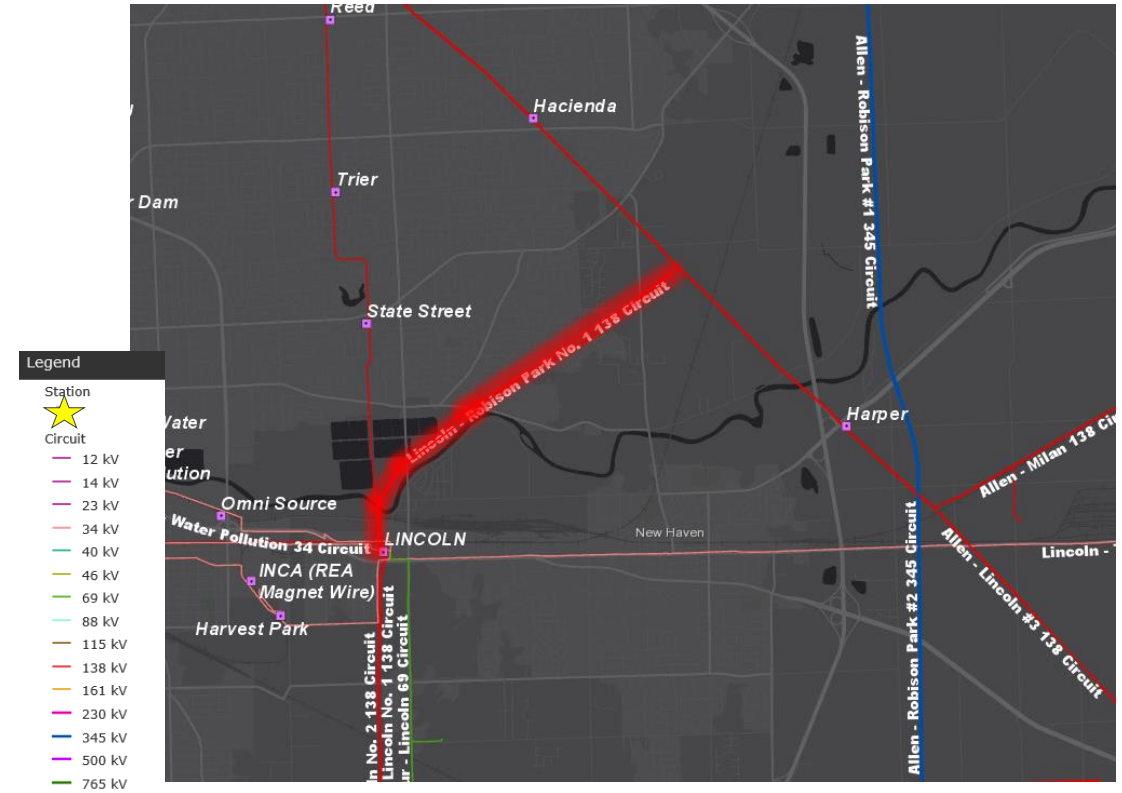 Reed
Hacienda
Trier
r Dam
State Street
Allen - Robison Park #1 345 Circuit
Lincoln - Robison Park No. 1 138 Circuit
Harper
Allen - Milan 138 Cir
Legend
Station
Circuit
12 kV
14 kV
23 kV
34 kV
40 kV
46 kV
69 kV
88 kV
115 kV
138 kV
161 kV
230 kV
345 kV
500 kV
765 kV
Water
er
ution
Omni Source
Water Pollution 34 Circuit
LINCOLN
New Haven
INCA (REA
Magnet Wire)
Harvest Park
Lincoln -
Allen - Lincoln #3 138 Circuit
Allen - Robison Park #2 345 Circuit
ln No. 2 138 Circuit
Lincoln No. 1 138 Circuit
ur - Lincoln 69 Circuit